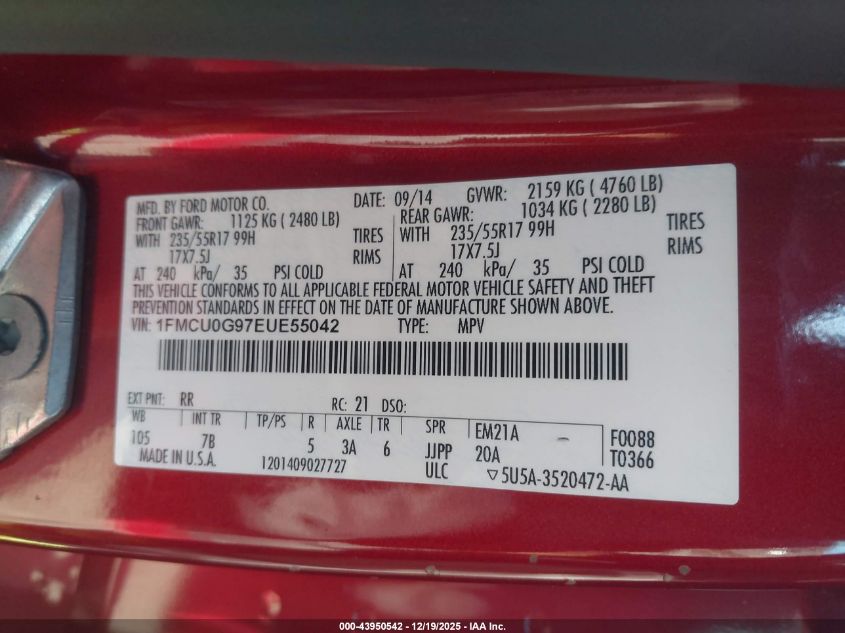 MFD. BY FORD MOTOR CO. DATE: 09/14 GVWR: 2159 KG ( 4760 LB)
FRONT GAWR: 1125 KG ( 2480 LB) REAR GAWR: 1034 KG ( 2280 LB)
WITH 235/55R17 99H TIRES WITH 235/55R17 99H TIRES
17X7.5J RIMS 17X7.5J RIMS
AT 240 kPa/ 35 PSI COLD AT 240 kPa/ 35 PSI COLD
THIS VEHICLE CONFORMS TO ALL APPLICABLE FEDERAL MOTOR VEHICLE SAFETY AND THEFT
PREVENTION STANDARDS IN EFFECT ON THE DATE OF MANUFACTURE SHOWN ABOVE.
VIN: 1FMCU0G97EUE55042 TYPE: MPV
EXT PNT: RR RC: 21 DSO:
WB INT TR TP/PS R AXLE TR SPR EM21A – F0088
105 7B 5 3A 6 JJPP 20A T0366
MADE IN U.S.A. 1201409027727 ULC ▽5U5A-3520472-AA
000-43950542 - 12/19/2025 - IAA Inc.